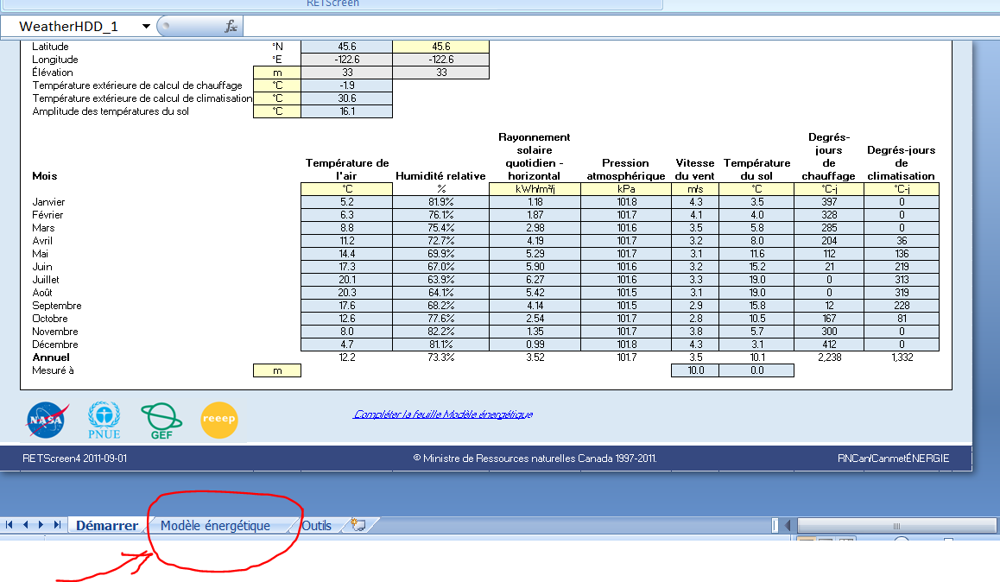 RETScreen
WeatherHDD_1 fx
Latitude °N 45.6 45.6
Longitude °E -122.6 -122.6
Élévation m 33 33
Température extérieure de calcul de chauffage °C -1.9
Température extérieure de calcul de climatisation °C 30.6
Amplitude des températures du sol °C 16.1
Mois Température de l'air Humidité relative Rayonnement solaire quotidien - horizontal Pression atmosphérique Vitesse du vent Température du sol Degrés-jours de chauffage Degrés-jours de climatisation
°C % kWh/m²/j kPa m/s °C °C-j °C-j
Janvier 5.2 81.9% 1.18 101.8 4.3 3.5 397 0
Février 6.3 76.1% 1.87 101.7 4.1 4.0 328 0
Mars 8.8 75.4% 2.98 101.6 3.5 5.8 285 0
Avril 11.2 72.7% 4.19 101.7 3.2 8.0 204 36
Mai 14.4 69.9% 5.29 101.7 3.1 11.6 112 136
Juin 17.3 67.0% 5.90 101.6 3.2 15.2 21 219
Juillet 20.1 63.9% 6.27 101.6 3.3 19.0 0 313
Août 20.3 64.1% 5.42 101.5 3.1 19.0 0 319
Septembre 17.6 68.2% 4.14 101.5 2.9 15.8 12 228
Octobre 12.6 77.6% 2.54 101.7 2.8 10.5 167 81
Novembre 8.0 82.2% 1.35 101.7 3.8 5.7 300 0
Décembre 4.7 81.1% 0.99 101.8 4.3 3.1 412 0
Annuel 12.2 73.3% 3.52 101.7 3.5 10.1 2,238 1,332
Mesuré à m 10.0 0.0
NASA PNUE GEF reeep
Compléter la feuille Modèle énergétique
RETScreen4 2011-09-01 © Ministre de Ressources naturelles Canada 1997-2011. RNCan/CanmetÉNERGIE
Démarrer Modèle énergétique Outils